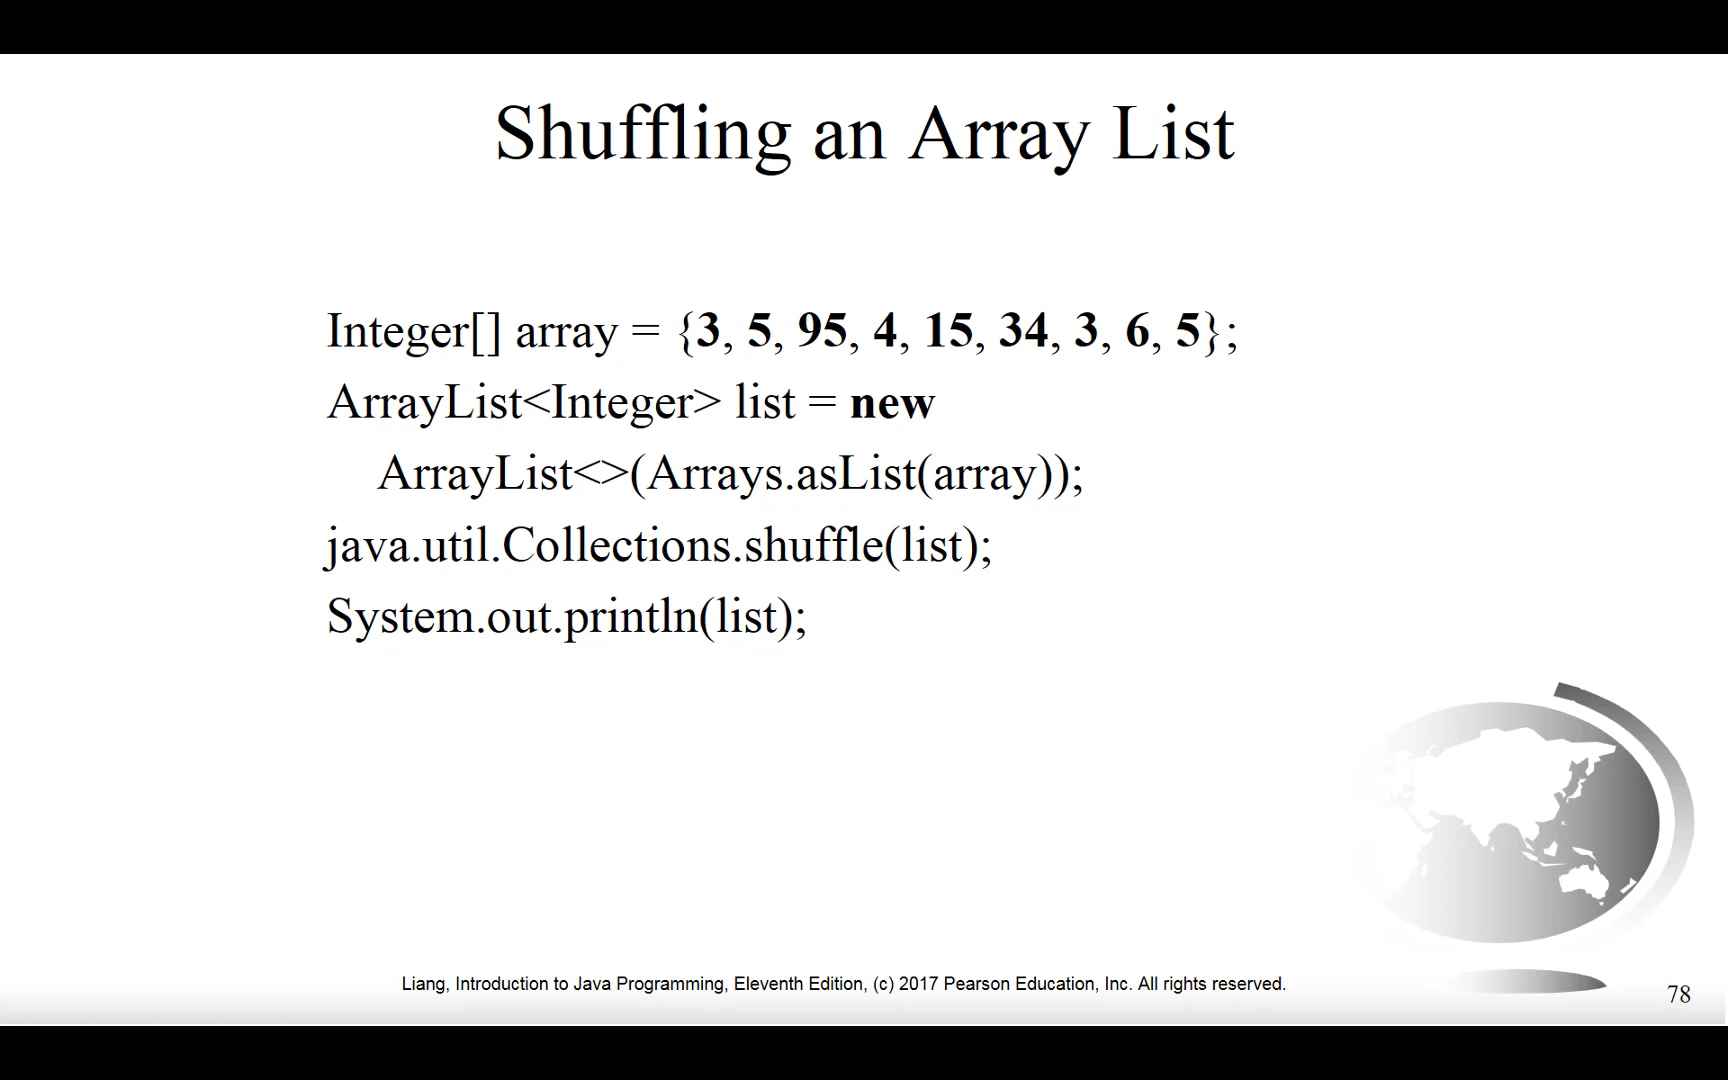 Shuffling an Array List
Integer[] array = {3, 5, 95, 4, 15, 34, 3, 6, 5};
ArrayList<Integer> list = new
ArrayList<>(Arrays.asList(array));
java.util.Collections.shuffle(list);
System.out.println(list);
Liang, Introduction to Java Programming, Eleventh Edition, (c) 2017 Pearson Education, Inc. All rights reserved.
78